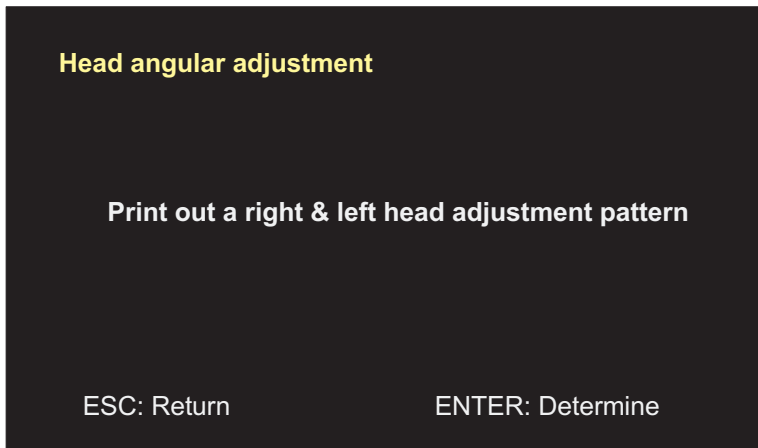 Head angular adjustment
Print out a right & left head adjustment pattern
ESC: Return ENTER: Determine